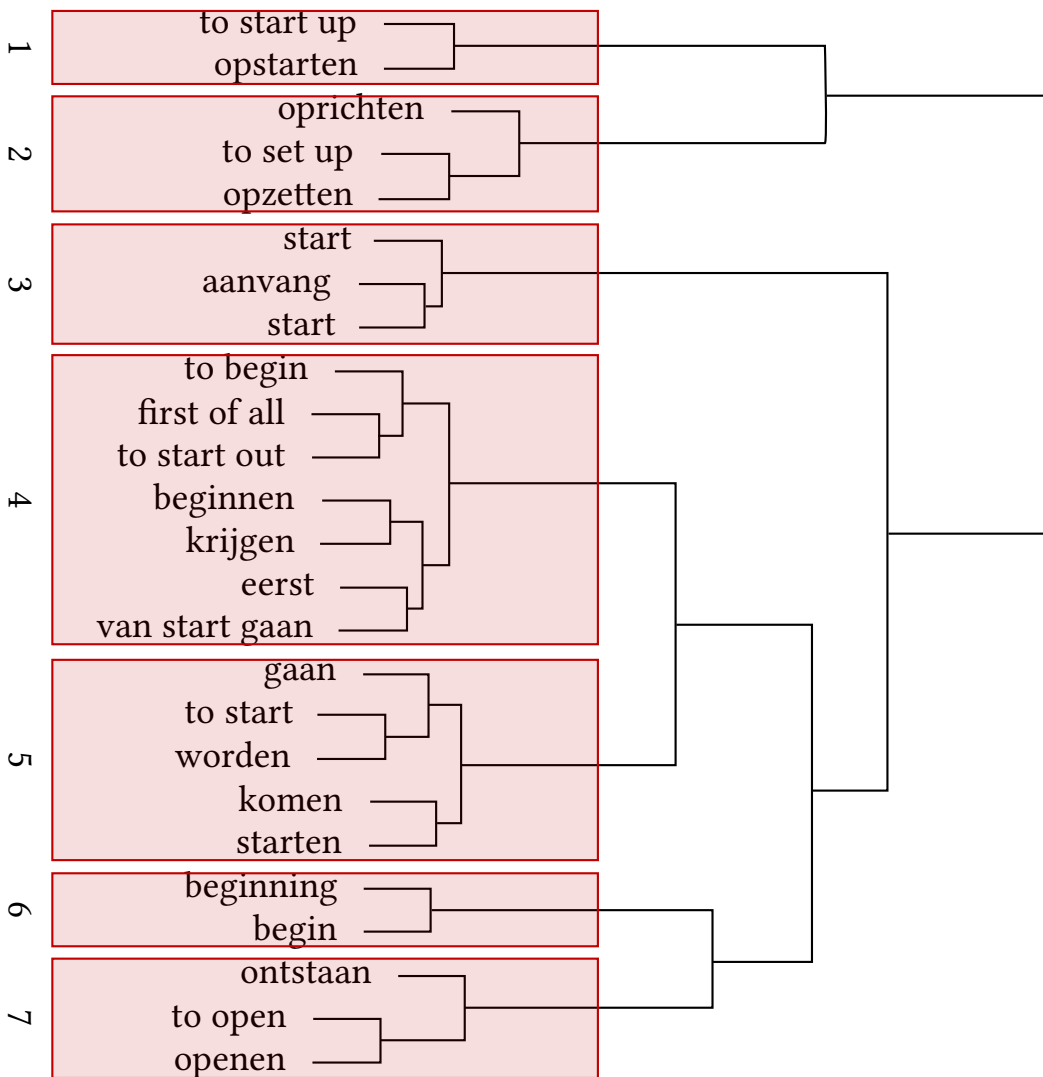 1
to start up
opstarten
2
oprichten
to set up
opzetten
3
start
aanvang
start
4
to begin
first of all
to start out
beginnen
krijgen
eerst
van start gaan
5
gaan
to start
worden
komen
starten
6
beginning
begin
7
ontstaan
to open
openen